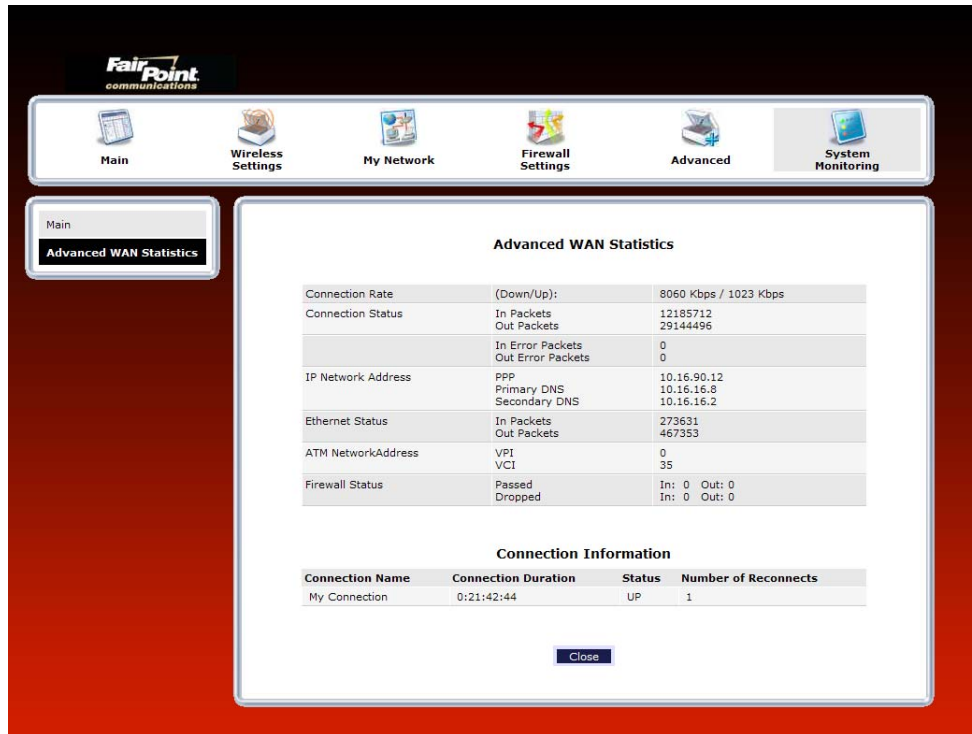 FairPoint.
communications
Main
Wireless Settings
My Network
Firewall Settings
Advanced
System Monitoring
Main
Advanced WAN Statistics
Advanced WAN Statistics
Connection Rate (Down/Up): 8060 Kbps / 1023 Kbps
Connection Status In Packets 12185712
Out Packets 29144496
In Error Packets 0
Out Error Packets 0
IP Network Address PPP 10.16.90.12
Primary DNS 10.16.16.8
Secondary DNS 10.16.16.2
Ethernet Status In Packets 273631
Out Packets 467353
ATM NetworkAddress VPI 0
VCI 35
Firewall Status Passed In: 0 Out: 0
Dropped In: 0 Out: 0
Connection Information
Connection Name Connection Duration Status Number of Reconnects
My Connection 0:21:42:44 UP 1
Close